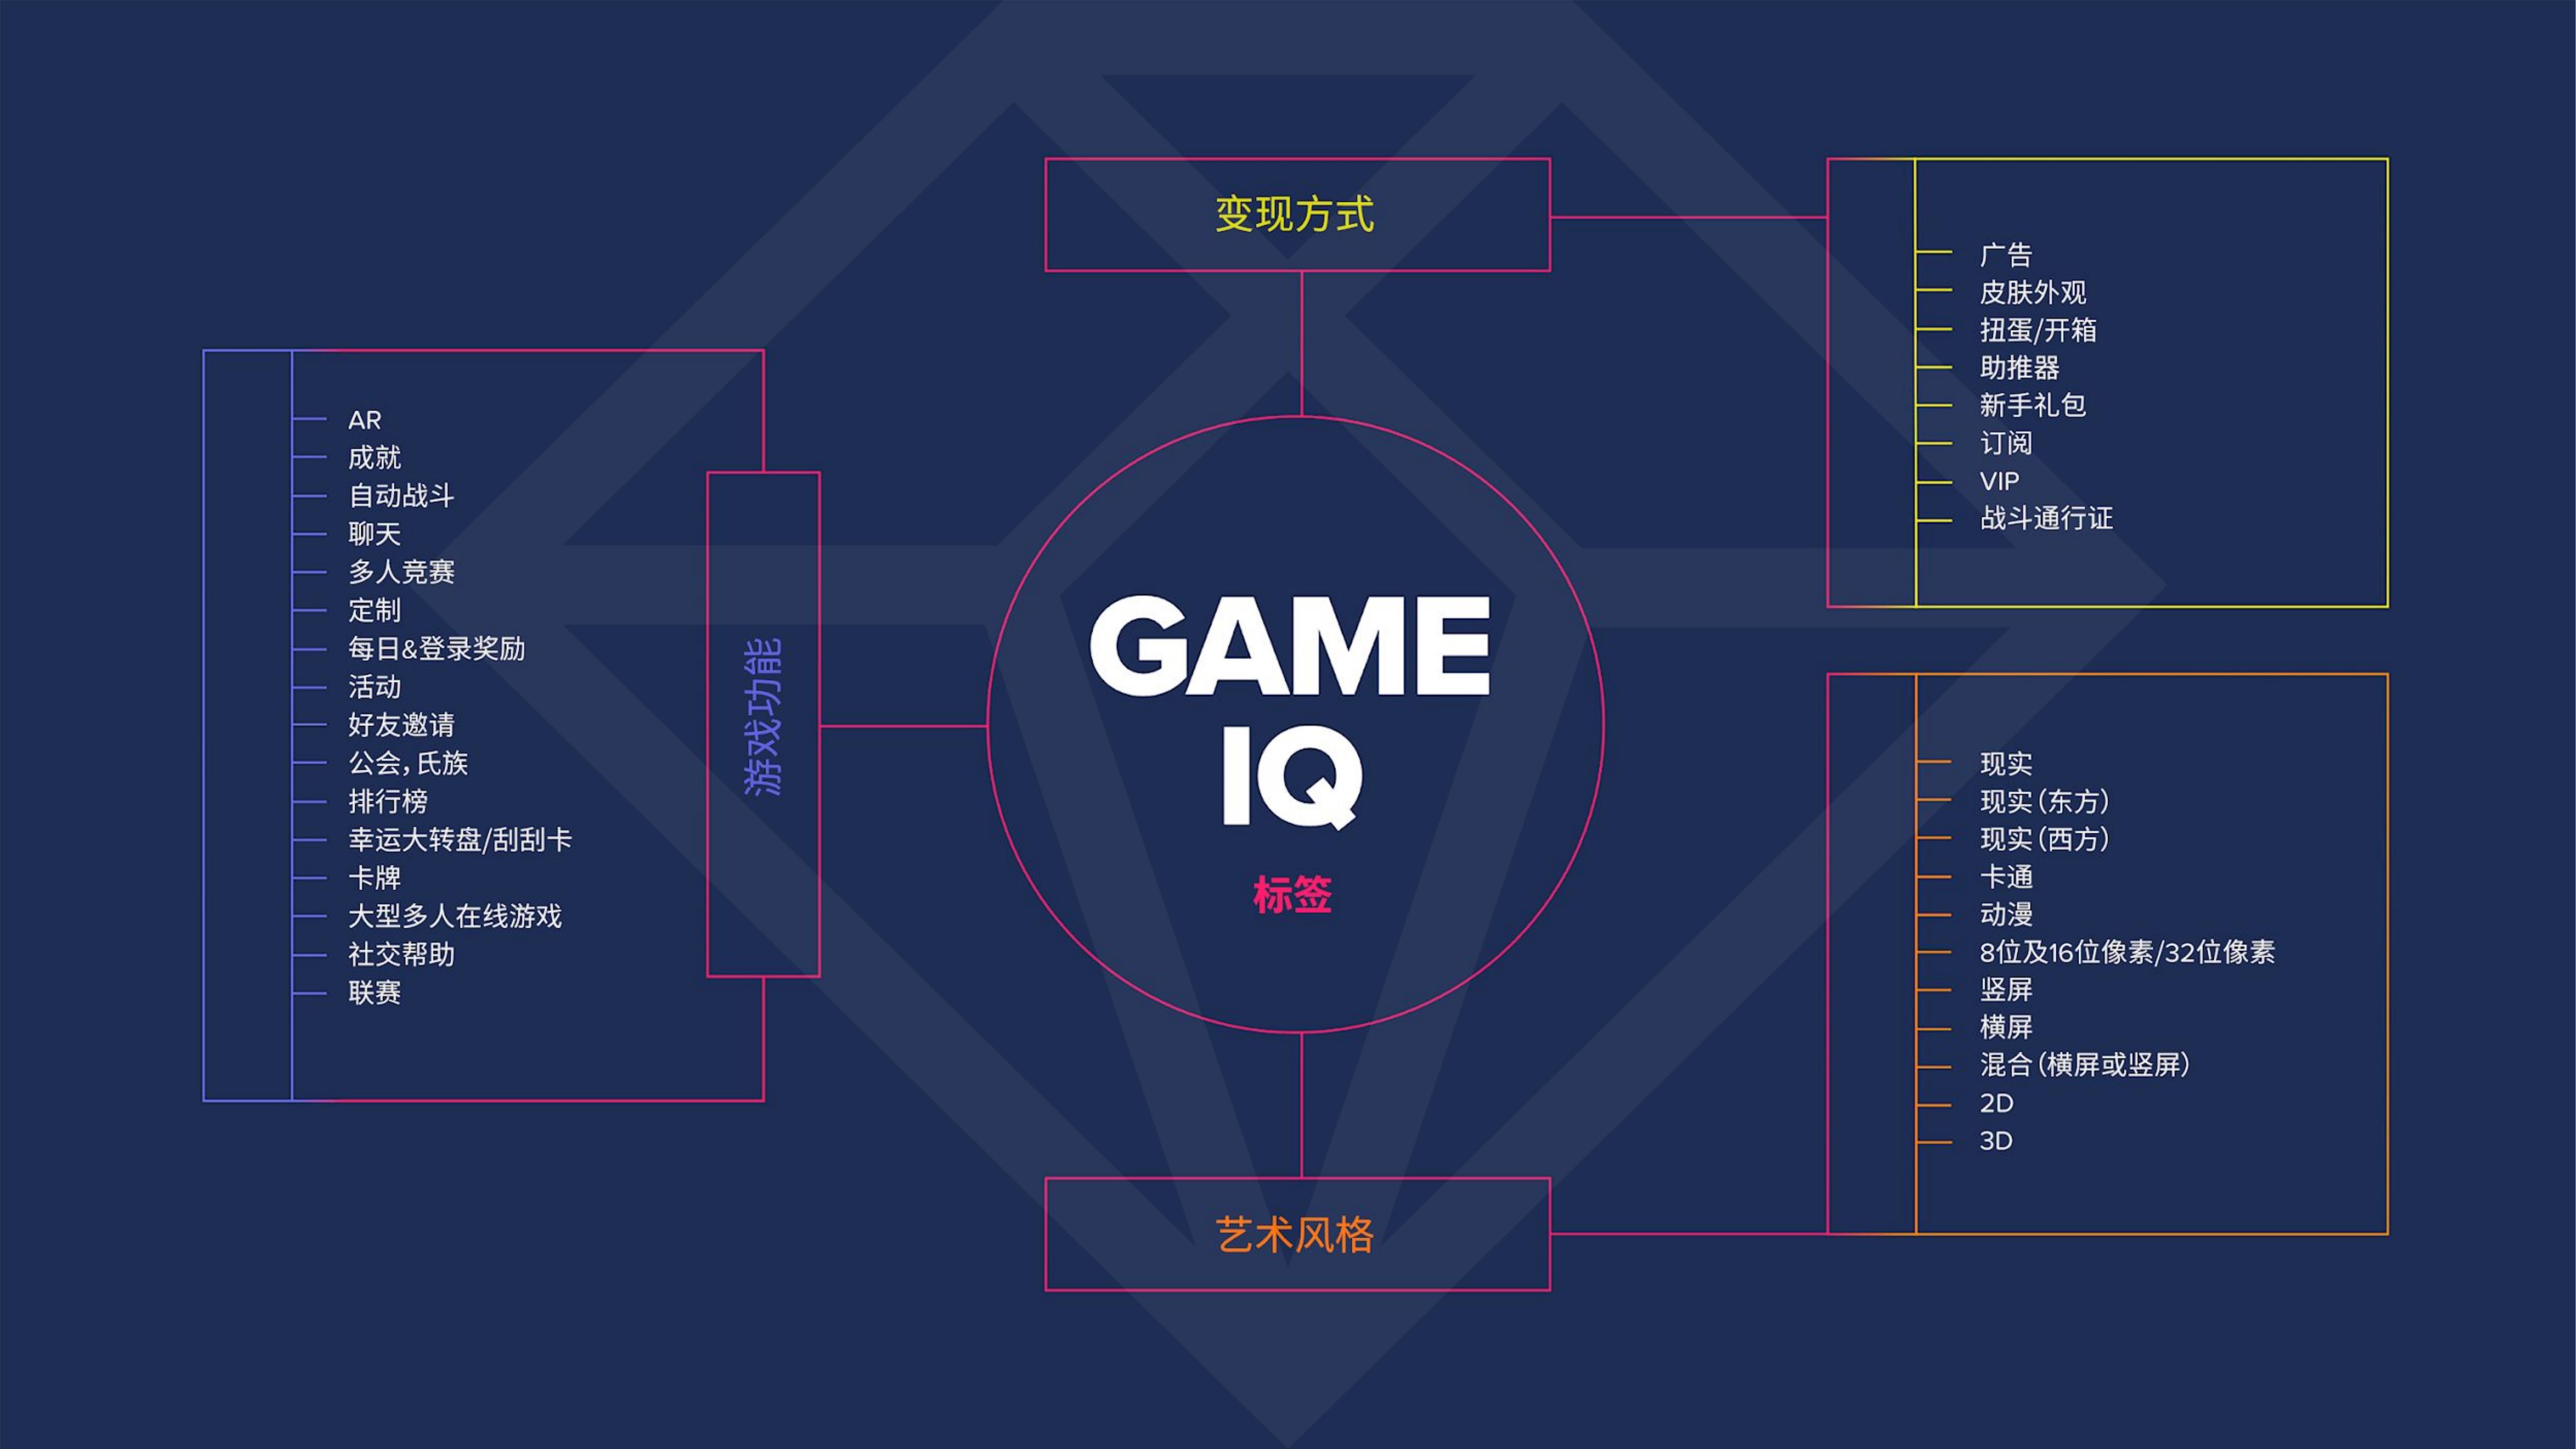 变现方式
广告
皮肤外观
扭蛋/开箱
助推器
新手礼包
订阅
VIP
战斗通行证
AR
成就
自动战斗
聊天
多人竞赛
定制
每日&登录奖励
活动
好友邀请
公会,氏族
排行榜
幸运大转盘/刮刮卡
卡牌
大型多人在线游戏
社交帮助
联赛
游戏功能
GAME
IQ
标签
现实
现实(东方)
现实(西方)
卡通
动漫
8位及16位像素/32位像素
竖屏
横屏
混合(横屏或竖屏)
2D
3D
艺术风格